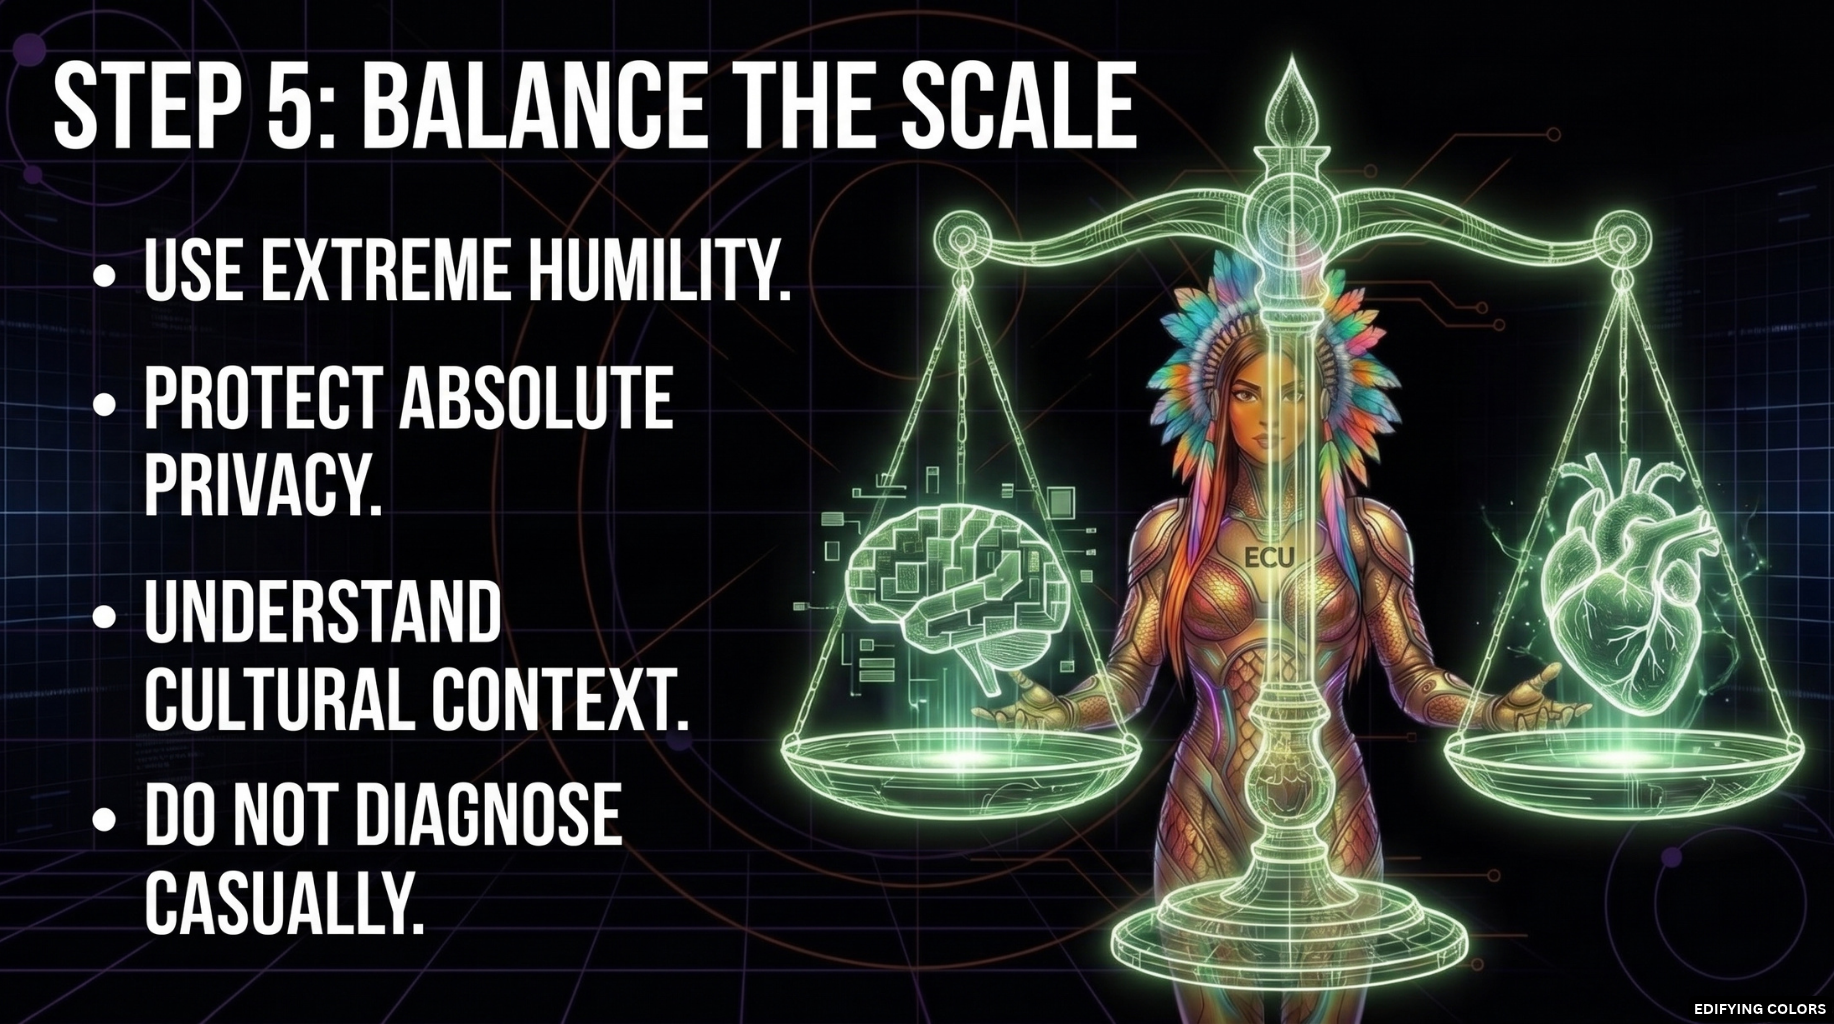 STEP 5: BALANCE THE SCALE
• USE EXTREME HUMILITY.
• PROTECT ABSOLUTE
PRIVACY.
• UNDERSTAND
CULTURAL CONTEXT.
• DO NOT DIAGNOSE
CASUALLY.
ECU
EDIFYING COLORS